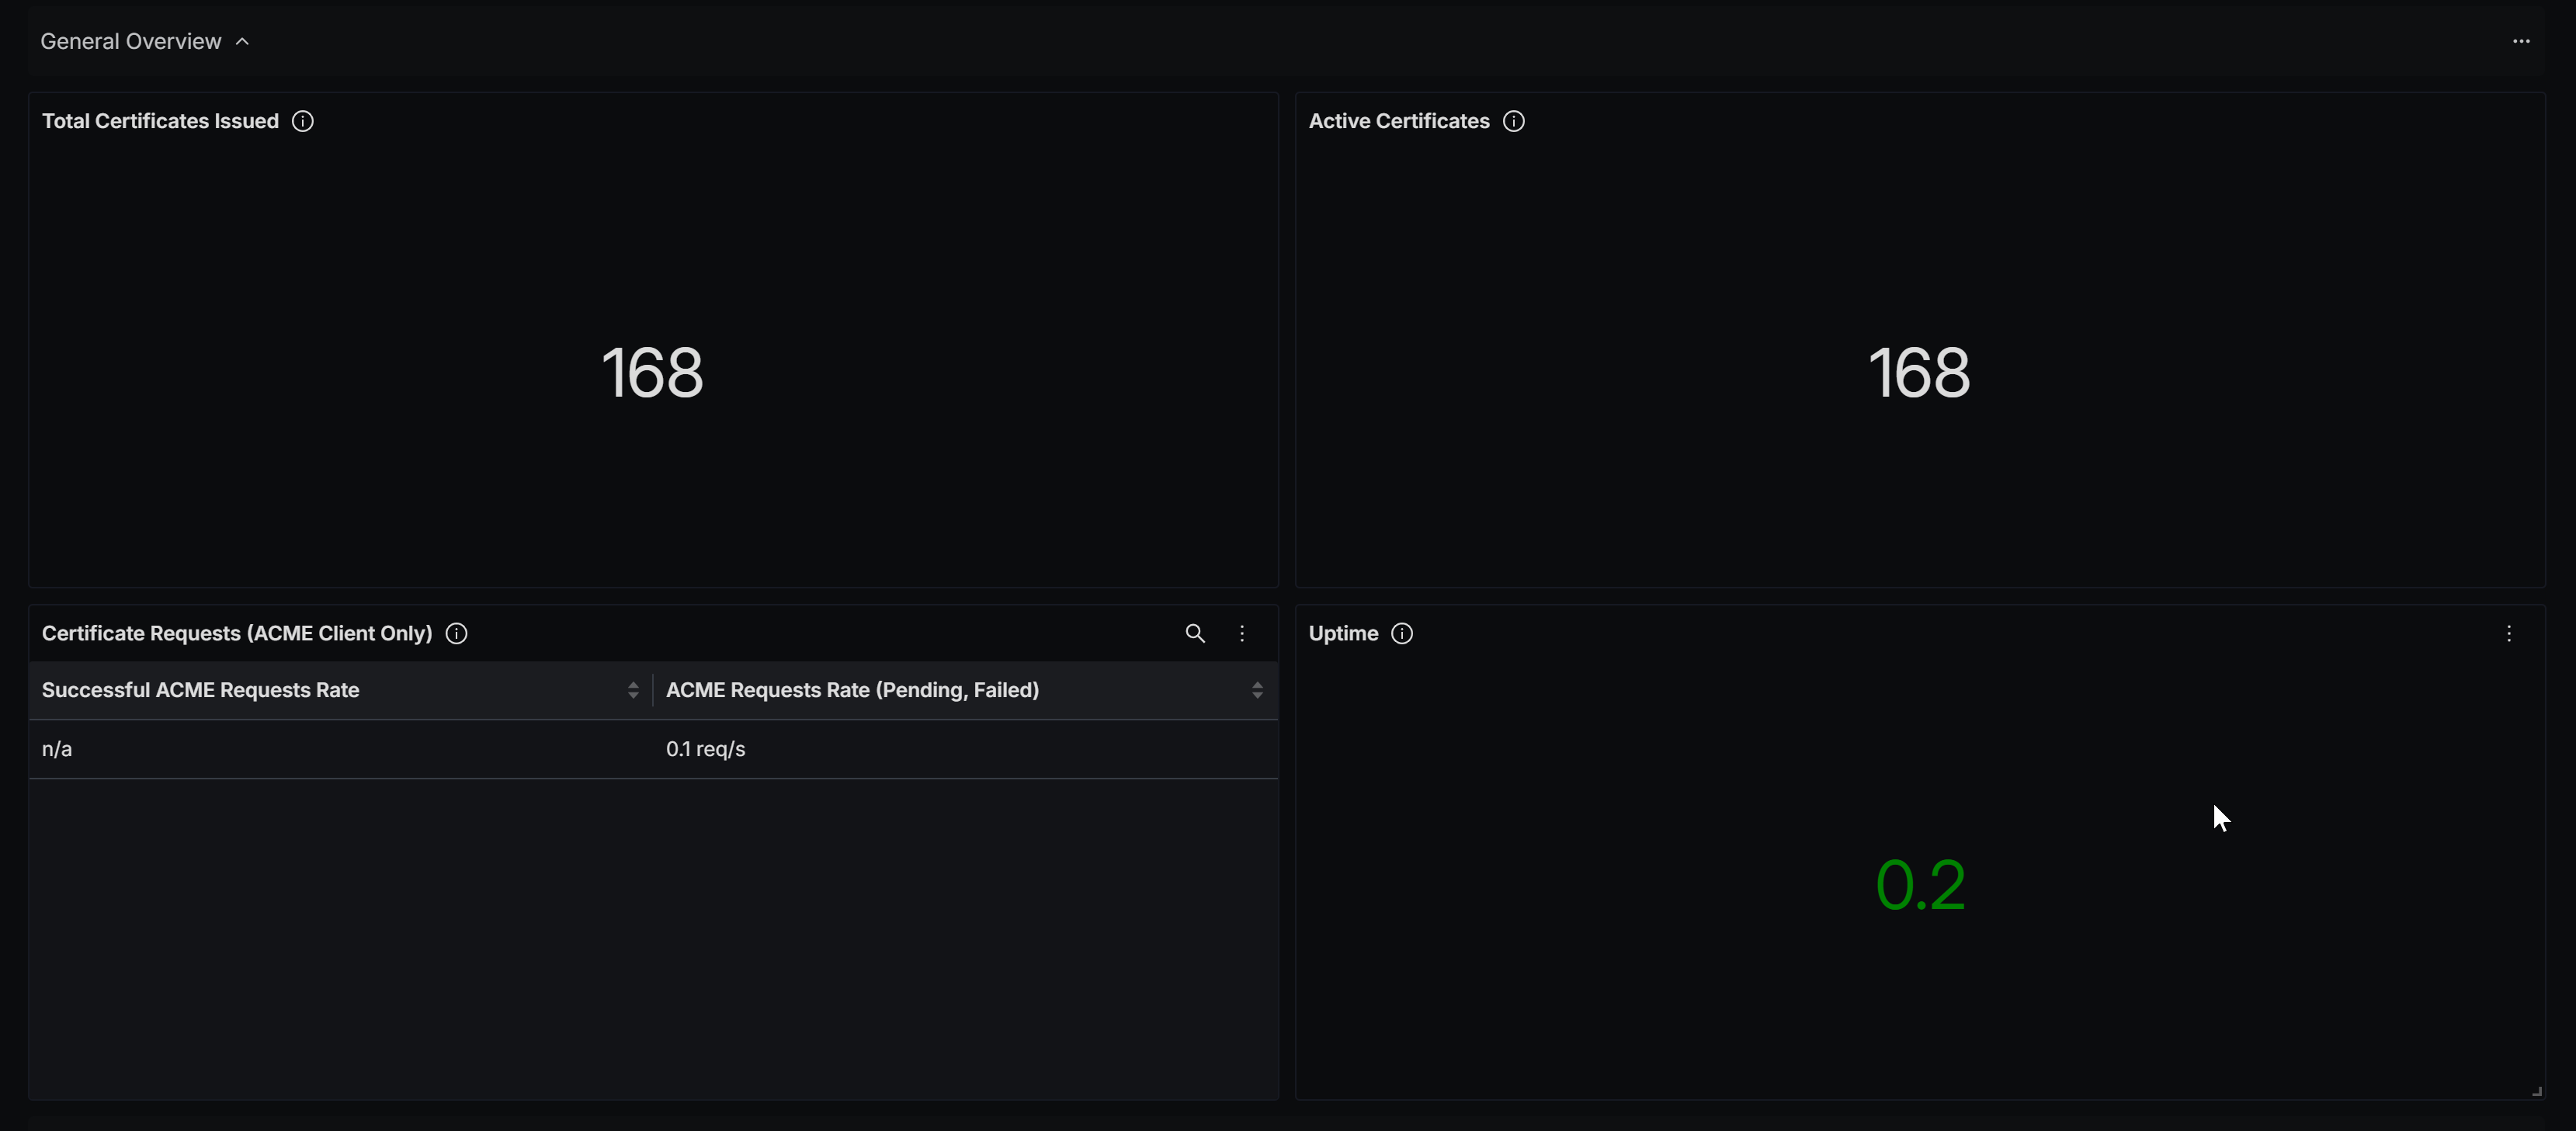 General Overview
Total Certificates Issued
168
Active Certificates
168
Certificate Requests (ACME Client Only)
Successful ACME Requests Rate
ACME Requests Rate (Pending, Failed)
n/a
0.1 req/s
Uptime
0.2